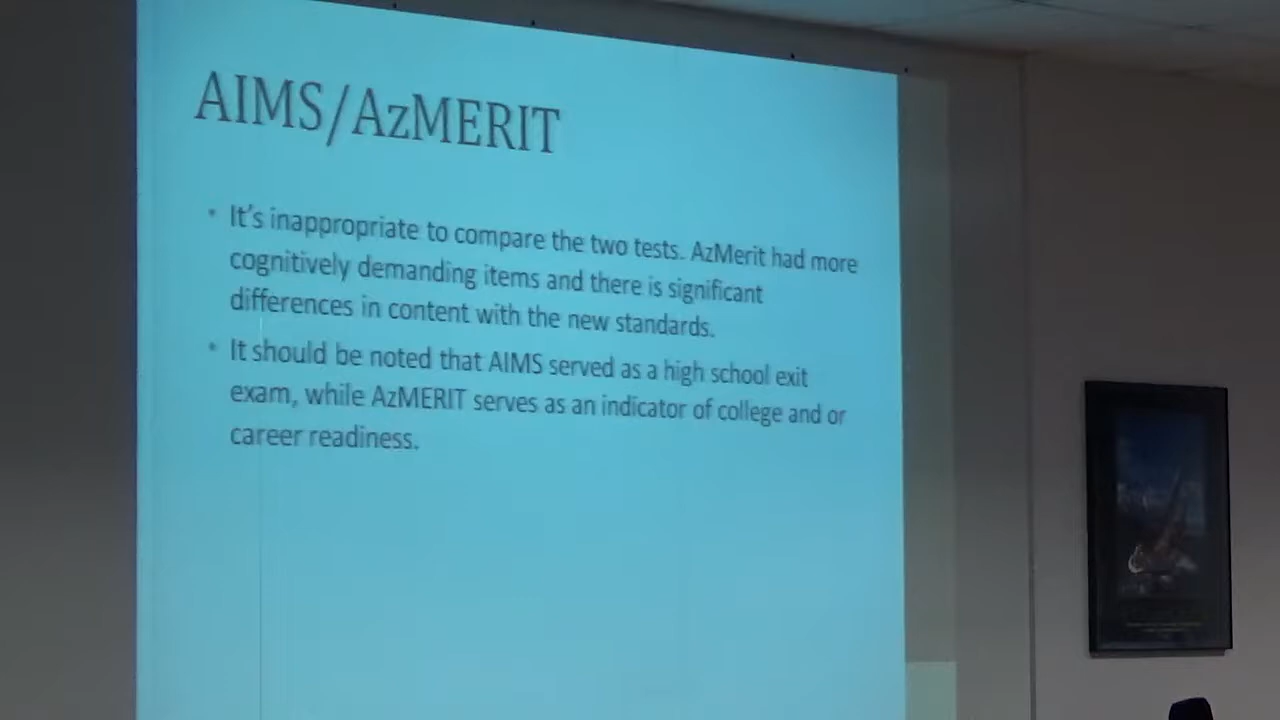 AIMS/AzMERIT
• It's inappropriate to compare the two tests. AzMerit had more
cognitively demanding items and there is significant
differences in content with the new standards.
• It should be noted that AIMS served as a high school exit
exam, while AzMERIT serves as an indicator of college and or
career readiness.